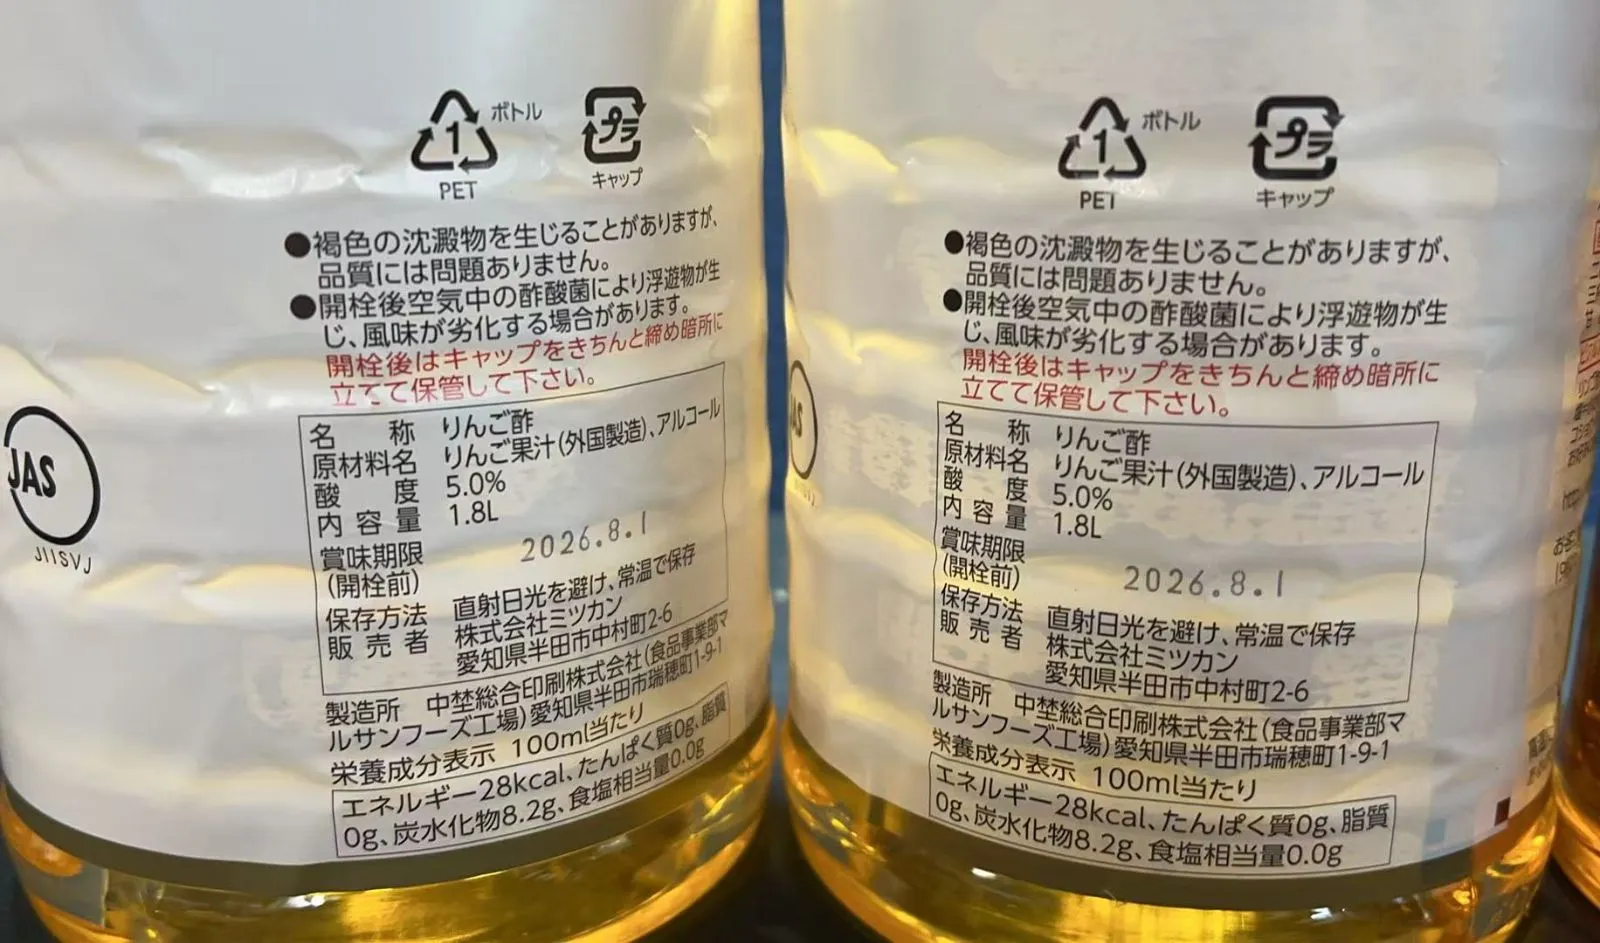 ボトル
PET
キャップ
●褐色の沈澱物を生じることがありますが、
品質には問題ありません。
●開栓後空気中の酢酸菌により浮遊物が生
じ、風味が劣化する場合があります。
開栓後はキャップをきちんと締め暗所に
立てて保管して下さい。
名称 りんご酢
原材料名 りんご果汁(外国製造)、アルコール
酸度 5.0%
内容量 1.8L
賞味期限
(開栓前) 2026.8.1
保存方法 直射日光を避け、常温で保存
販売者 株式会社ミツカン
愛知県半田市中村町2-6
製造所 中埜総合印刷株式会社(食品事業部マ
ルサンフーズ工場)愛知県半田市瑞穂町1-9-1
栄養成分表示 100ml当たり
エネルギー28kcal、たんぱく質0g、脂質
0g、炭水化物8.2g、食塩相当量0.0g
JAS
JIISVJ
1
ボトル
PET
プラ
キャップ
●褐色の沈澱物を生じることがありますが、
品質には問題ありません。
●開栓後空気中の酢酸菌により浮遊物が生
じ、風味が劣化する場合があります。
開栓後はキャップをきちんと締め暗所に
立てて保管して下さい。
名称 りんご酢
原材料名 りんご果汁(外国製造)、アルコール
酸度 5.0%
内容量 1.8L
賞味期限
(開栓前) 2026.8.1
保存方法 直射日光を避け、常温で保存
販売者 株式会社ミツカン
愛知県半田市中村町2-6
製造所 中埜総合印刷株式会社(食品事業部マ
ルサンフーズ工場)愛知県半田市瑞穂町1-9-1
栄養成分表示 100ml当たり
エネルギー28kcal、たんぱく質0g、脂質
0g、炭水化物8.2g、食塩相当量0.0g